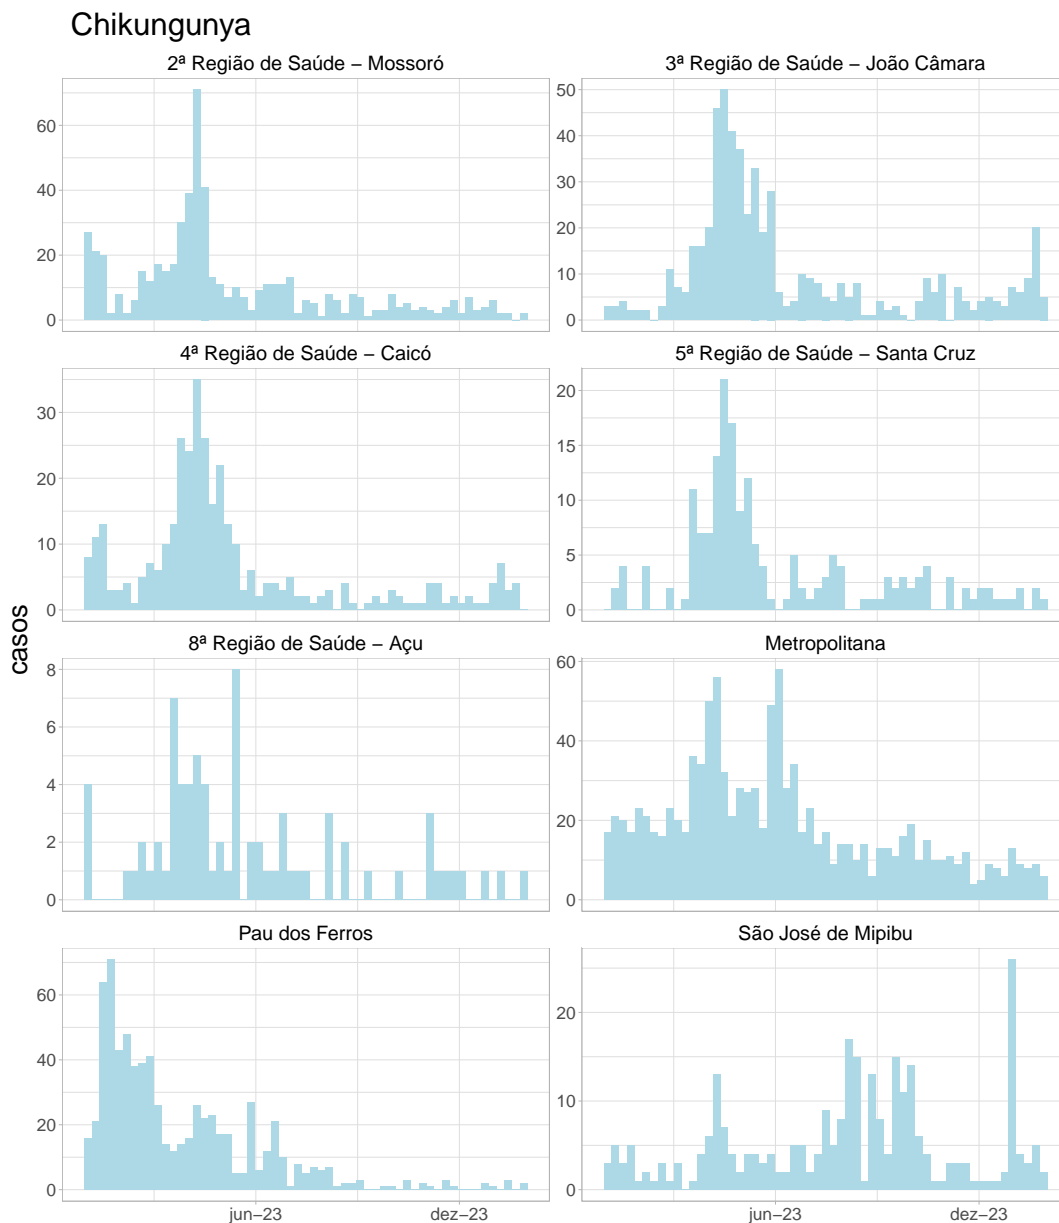 Chikungunya
2ª Região de Saúde – Mossoró
3ª Região de Saúde – João Câmara
60
40
20
0
50
40
30
20
10
0
4ª Região de Saúde – Caicó
5ª Região de Saúde – Santa Cruz
30
20
10
0
20
15
10
5
0
casos
8ª Região de Saúde – Açu
Metropolitana
8
6
4
2
0
60
40
20
0
Pau dos Ferros
São José de Mipibu
60
40
20
0
20
10
0
jun–23
dez–23
jun–23
dez–23